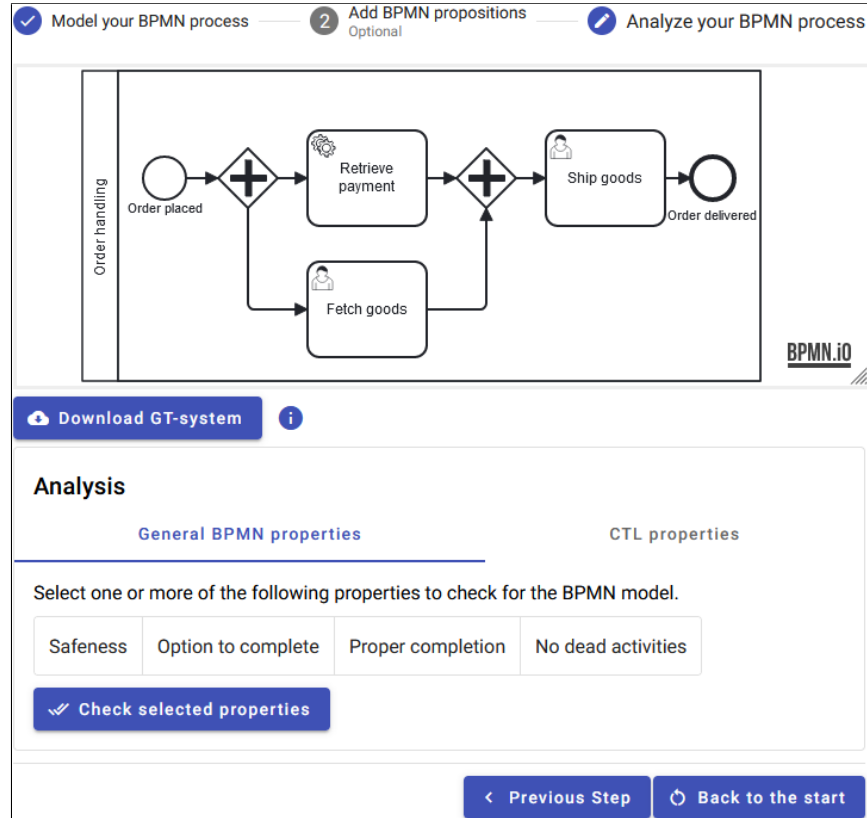 Model your BPMN process
2
Add BPMN propositions
Optional
Analyze your BPMN process
Order handling
Order placed
Retrieve
payment
Ship goods
Order delivered
Fetch goods
BPMN.iO
Download GT-system
i
Analysis
General BPMN properties
CTL properties
Select one or more of the following properties to check for the BPMN model.
Safeness
Option to complete
Proper completion
No dead activities
Check selected properties
Previous Step
Back to the start